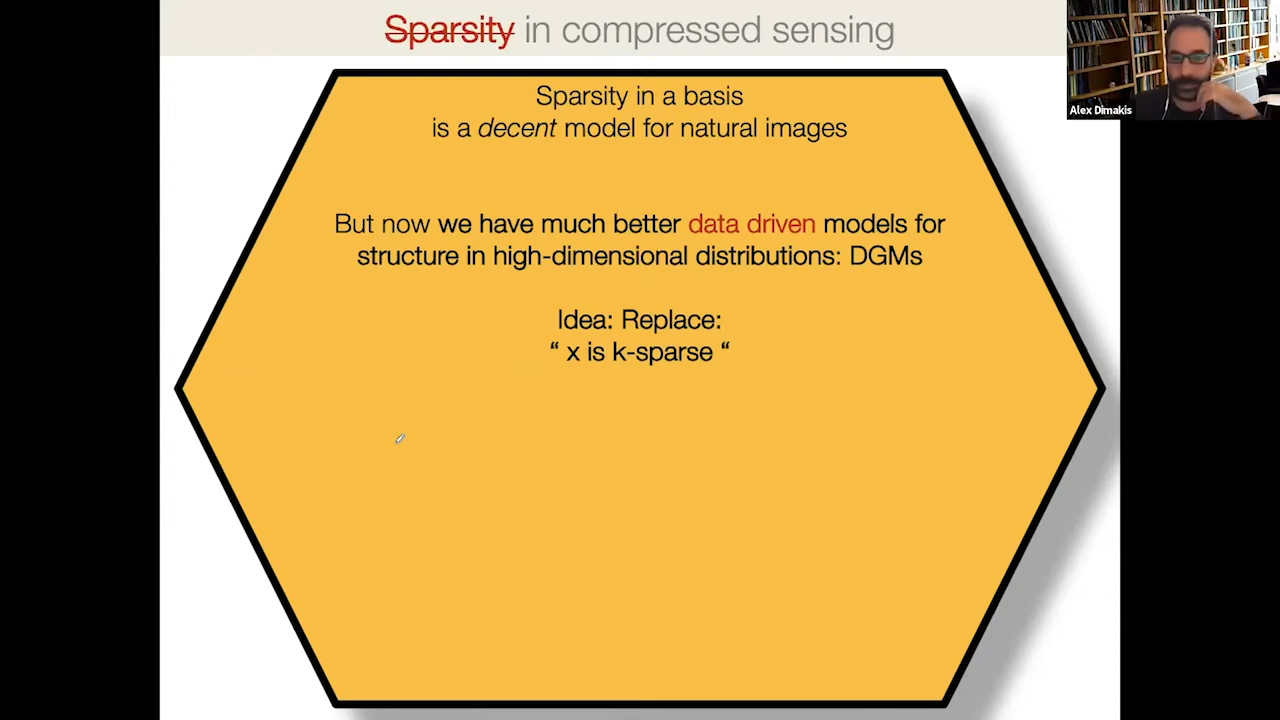 Sparsity in compressed sensing
Alex Dimakis
Sparsity in a basis
is a decent model for natural images
But now we have much better data driven models for
structure in high-dimensional distributions: DGMs
Idea: Replace:
“ x is k-sparse “